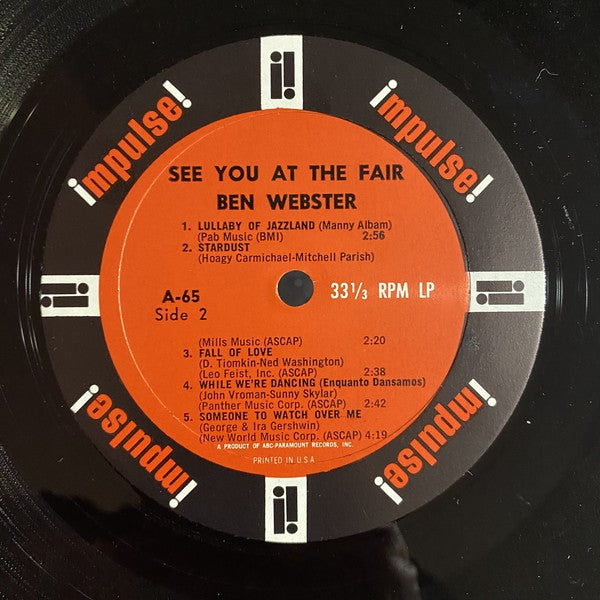 impulse!
impulse!
SEE YOU AT THE FAIR
BEN WEBSTER
1. LULLABY OF JAZZLAND (Manny Albam)
(Pab Music (BMI) 2:56
2. STARDUST
(Hoagy Carmichael-Mitchell Parish)
A-65
Side 2
33⅓ RPM LP
(Mills Music (ASCAP) 2:20
3. FALL OF LOVE
(D. Tiomkin-Ned Washington)
(Leo Feist, Inc. (ASCAP) 2:38
4. WHILE WE'RE DANCING (Enquanto Dansamos)
(John Vroman-Sunny Skylar)
(Panther Music Corp. (ASCAP) 2:42
5. SOMEONE TO WATCH OVER ME
(George & Ira Gershwin)
(New World Music Corp. (ASCAP) 4:19
A PRODUCT OF ABC-PARAMOUNT RECORDS, INC.
PRINTED IN U.S.A.
impulse!
impulse!